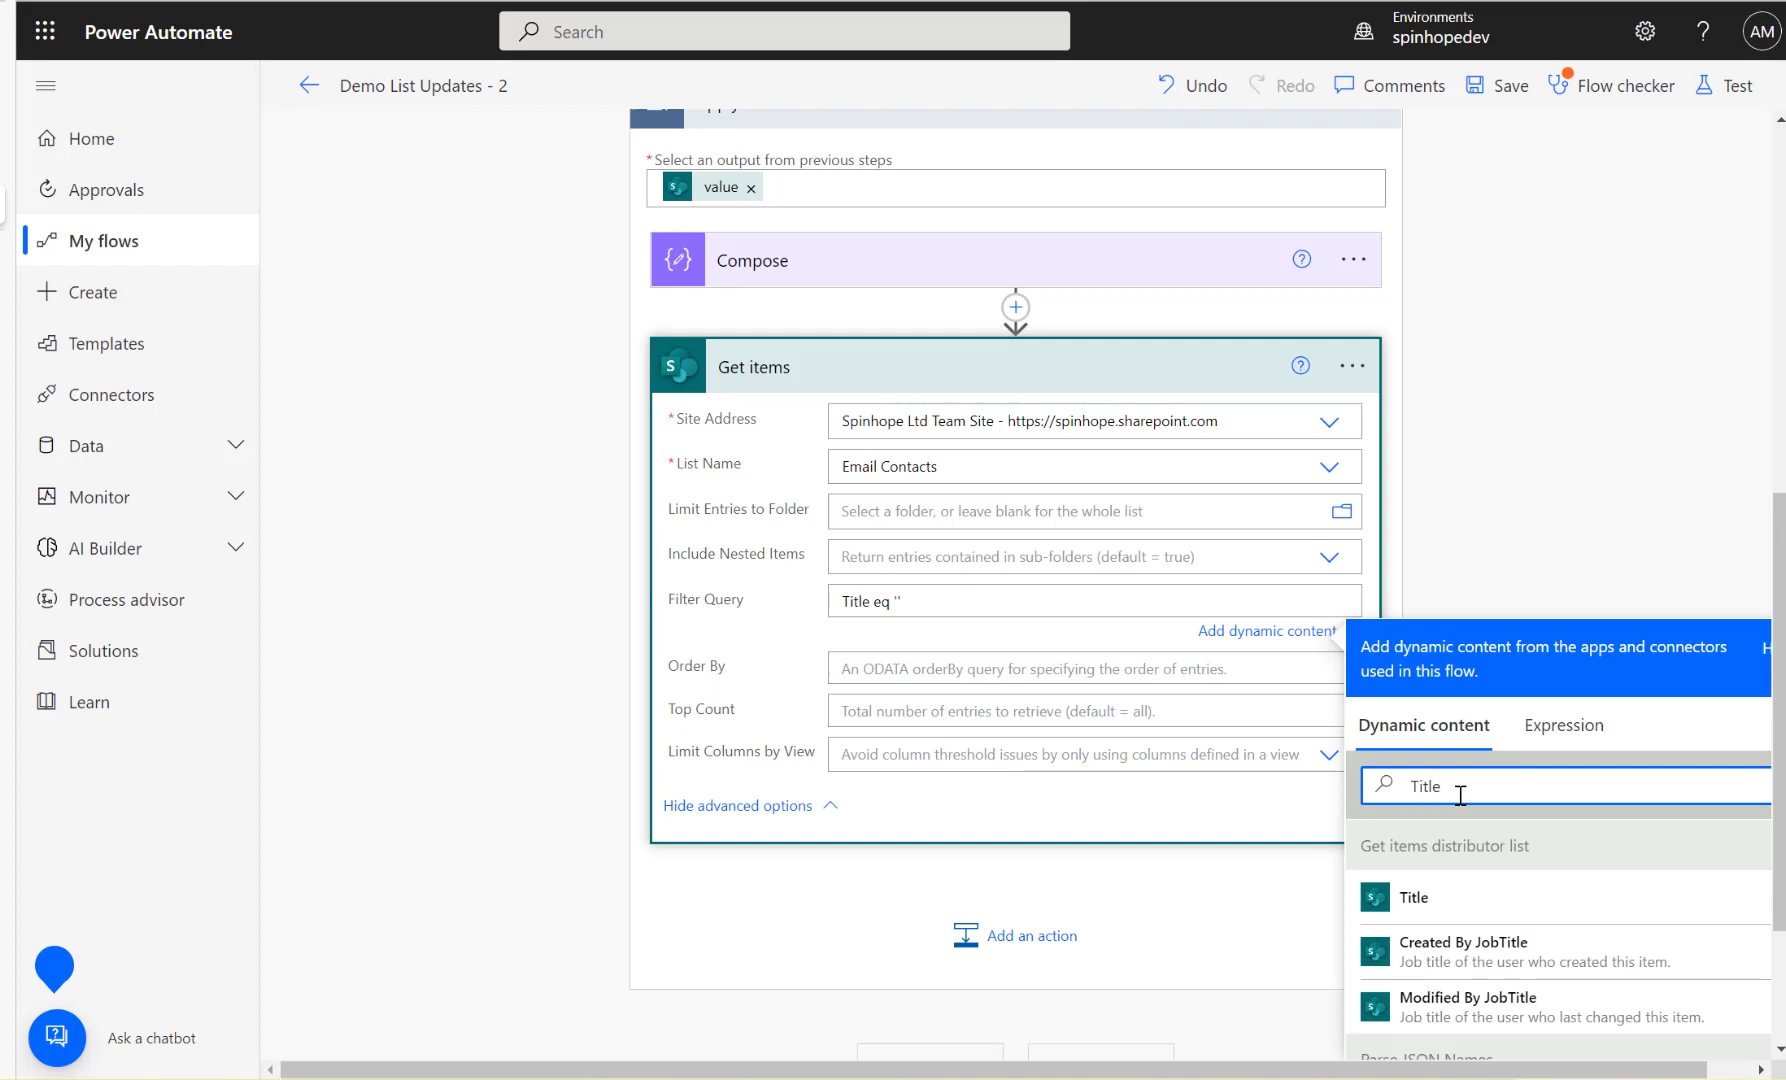 Power Automate
Search
Environments
spinhopedev
AM
Demo List Updates - 2
Undo
Redo
Comments
Save
Flow checker
Test
Home
Approvals
My flows
Create
Templates
Connectors
Data
Monitor
AI Builder
Process advisor
Solutions
Learn
Ask a chatbot
* Select an output from previous steps
value ×
Compose
Get items
* Site Address
Spinhope Ltd Team Site - https://spinhope.sharepoint.com
* List Name
Email Contacts
Limit Entries to Folder
Select a folder, or leave blank for the whole list
Include Nested Items
Return entries contained in sub-folders (default = true)
Filter Query
Title eq ''
Add dynamic content
Order By
An ODATA orderBy query for specifying the order of entries.
Top Count
Total number of entries to retrieve (default = all).
Limit Columns by View
Avoid column threshold issues by only using columns defined in a view
Hide advanced options
Add an action
Add dynamic content from the apps and connectors
used in this flow.
Dynamic content
Expression
Title
Get items distributor list
Title
Created By JobTitle
Job title of the user who created this item.
Modified By JobTitle
Job title of the user who last changed this item.
Parse JSON Names